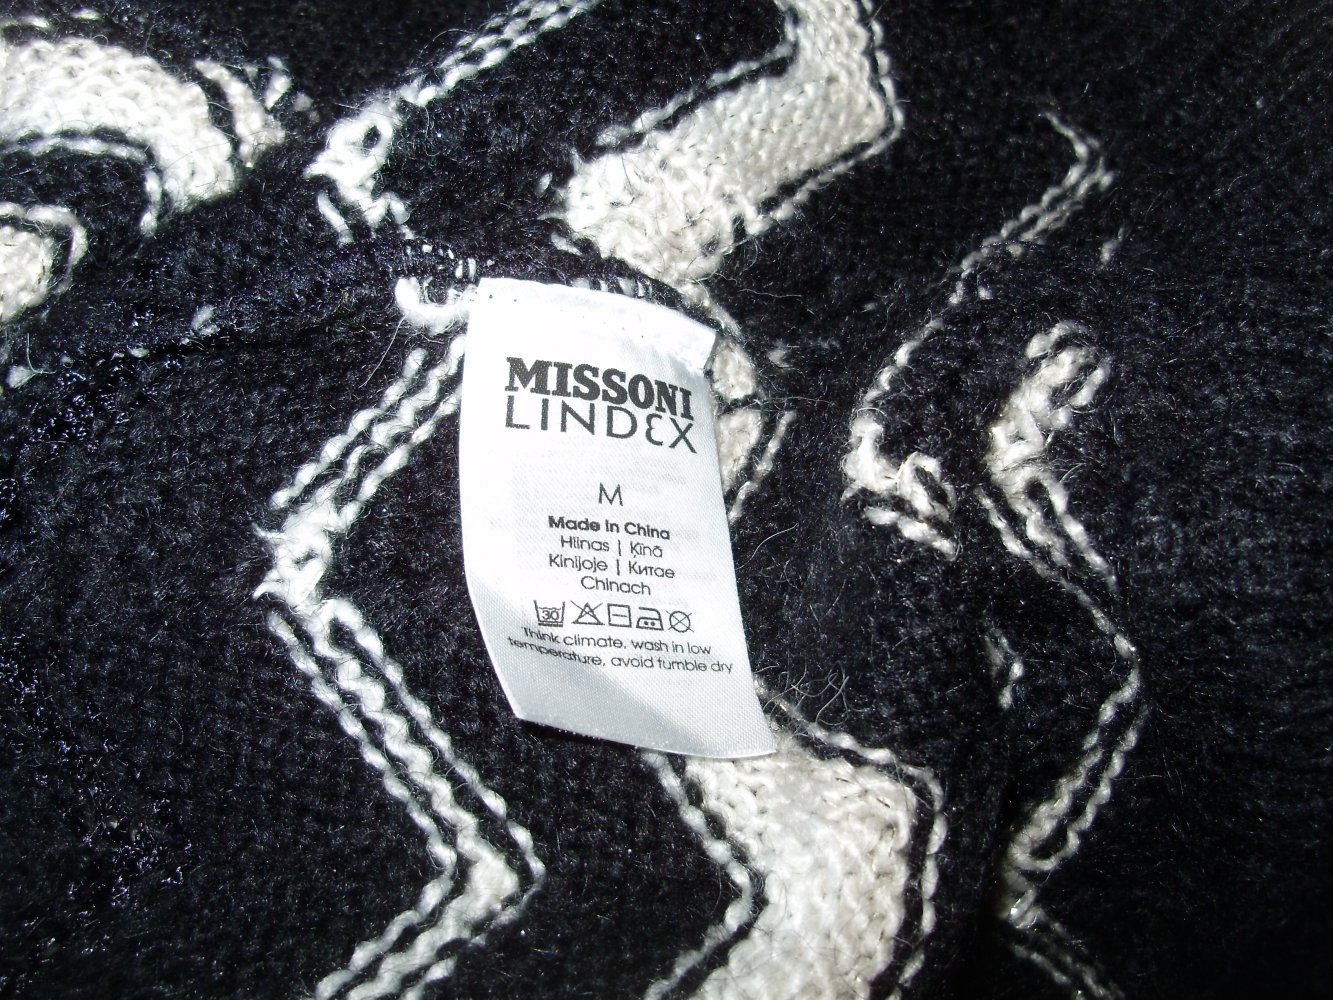 MISSONI
LINDEX
M
Made in China
Hiinas | Ķīnā
Kinijoje | Китае
Chinach
30
Think climate, wash in low
temperature, avoid tumble dry